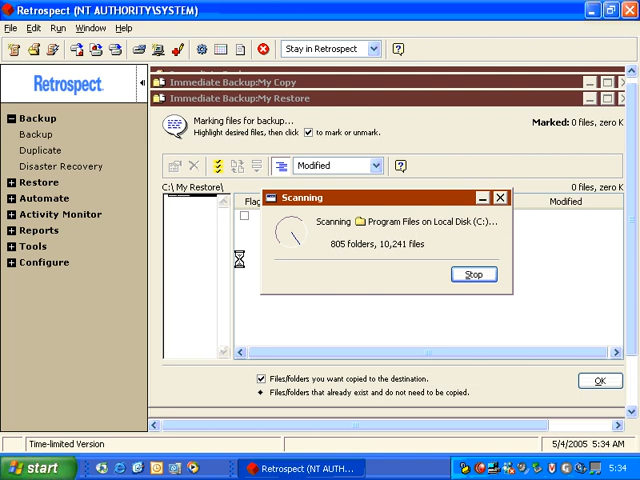 Retrospect (NT AUTHORITY\SYSTEM)
File Edit Run Window Help
Stay in Retrospect
Retrospect.
Backup
Backup
Duplicate
Disaster Recovery
Restore
Automate
Activity Monitor
Reports
Tools
Configure
Immediate Backup:My Copy
Immediate Backup:My Restore
Marking files for backup...
Highlight desired files, then click to mark or unmark.
Marked: 0 files, zero K
Modified
C:\ My Restore\
0 files, zero K
Flag
Modified
Scanning
Scanning Program Files on Local Disk (C:)...
805 folders, 10,241 files
Stop
Files/folders you want copied to the destination.
Files/folders that already exist and do not need to be copied.
OK
Time-limited Version
5/4/2005 5:34 AM
start
Retrospect (NT AUTH...
5:34